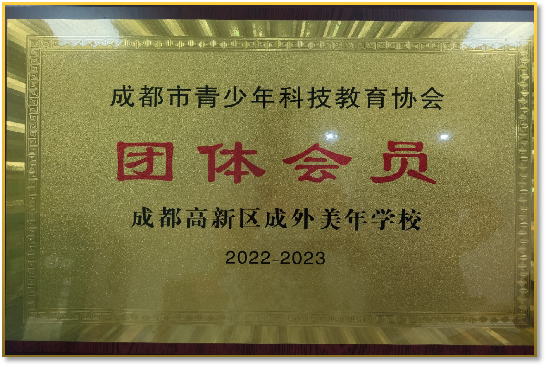 成都市青少年科技教育协会
团体会员
成都高新区成外美年学校
2022-2023